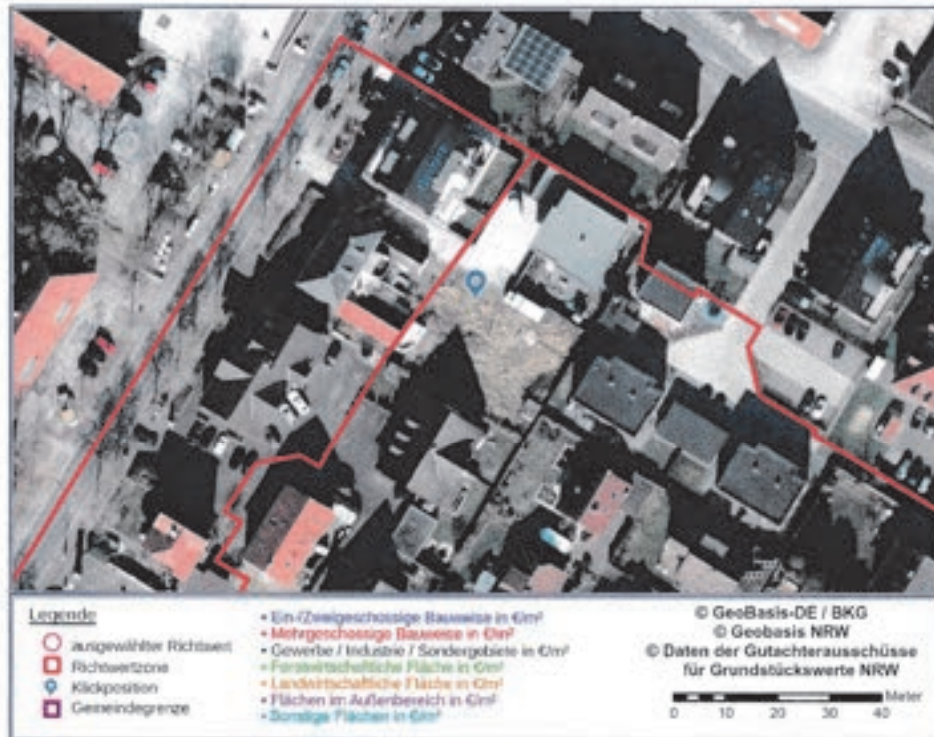 Legende
ausgewählter Richtwert
Richtwertzone
Klickposition
Gemeindegrenze
• Ein-/Zweigeschossige Bauweise in €/m²
• Mehrgeschossige Bauweise in €/m²
• Gewerbe / Industrie / Sondergebiete in €/m²
• Forstwirtschaftliche Fläche in €/m²
• Landwirtschaftliche Fläche in €/m²
• Flächen im Außenbereich in €/m²
• Sonstige Flächen in €/m²
© GeoBasis-DE / BKG
© Geobasis NRW
© Daten der Gutachterausschüsse
für Grundstückswerte NRW
Meter
0 10 20 30 40